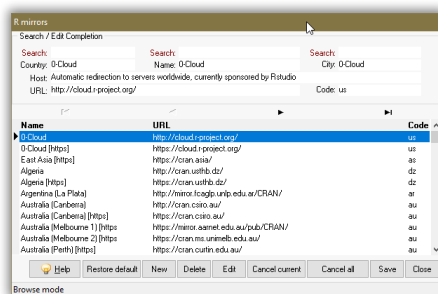 R mirrors
Search / Edit Completion
Search: Search: Search:
Country: 0-Cloud Name: 0-Cloud City: 0-Cloud
Host: Automatic redirection to servers worldwide, currently sponsored by Rstudio
URL: http://cloud.r-project.org/ Code: us
Name URL Code
0-Cloud http://cloud.r-project.org/ us
0-Cloud [https] https://cloud.r-project.org/ us
East Asia [https] https://cran.asia/ as
Algeria http://cran.usthb.dz/ dz
Algeria [https] https://cran.usthb.dz/ dz
Argentina (La Plata) http://mirror.fcaglp.unlp.edu.ar/CRAN/ ar
Australia (Canberra) http://cran.csiro.au/ au
Australia (Canberra) [https] https://cran.csiro.au/ au
Australia (Melbourne 1) [https https://mirror.aarnet.edu.au/pub/CRAN/ au
Australia (Melbourne 2) [https https://cran.ms.unimelb.edu.au/ au
Australia (Perth) [https] https://cran.curtin.edu.au/ au
Help Restore default New Delete Edit Cancel current Cancel all Save Close
Browse mode